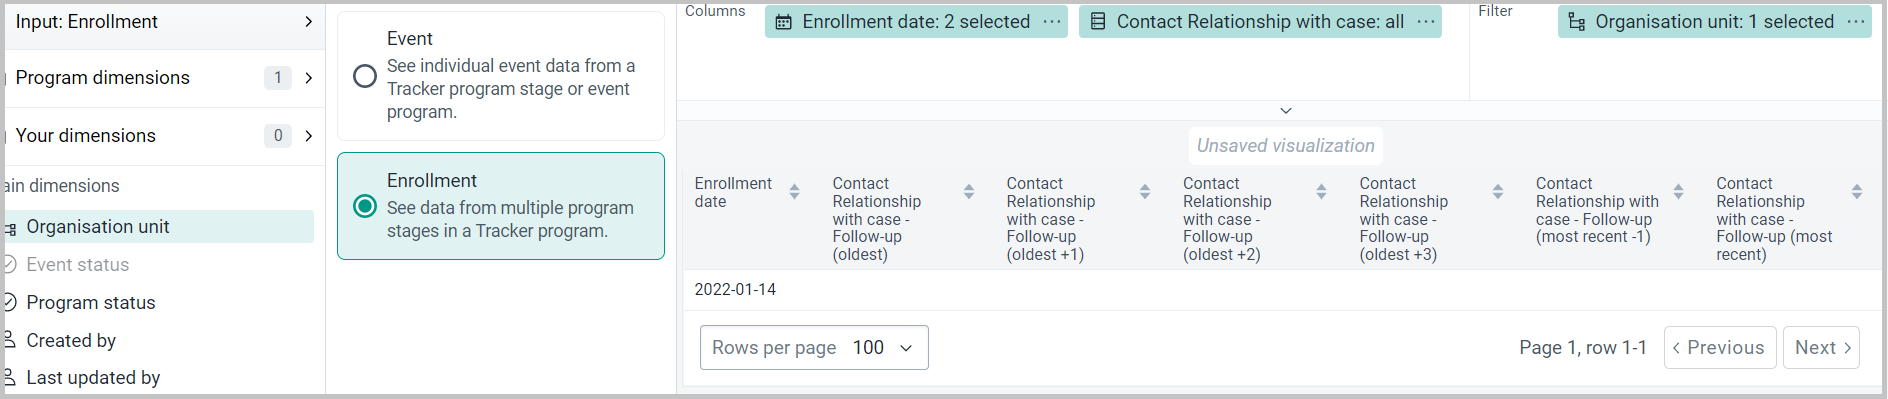 Input: Enrollment
Program dimensions 1
Your dimensions 0
ain dimensions
Organisation unit
Event status
Program status
Created by
Last updated by
Event
See individual event data from a
Tracker program stage or event
program.
Enrollment
See data from multiple program
stages in a Tracker program.
Columns
Enrollment date: 2 selected ···
Contact Relationship with case: all ···
Filter
Organisation unit: 1 selected ···
Unsaved visualization
Enrollment
date
Contact
Relationship
with case -
Follow-up
(oldest)
Contact
Relationship
with case -
Follow-up
(oldest +1)
Contact
Relationship
with case -
Follow-up
(oldest +2)
Contact
Relationship
with case -
Follow-up
(oldest +3)
Contact
Relationship with
case - Follow-up
(most recent -1)
Contact
Relationship
with case -
Follow-up (most
recent)
2022-01-14
Rows per page 100
Page 1, row 1-1
Previous
Next